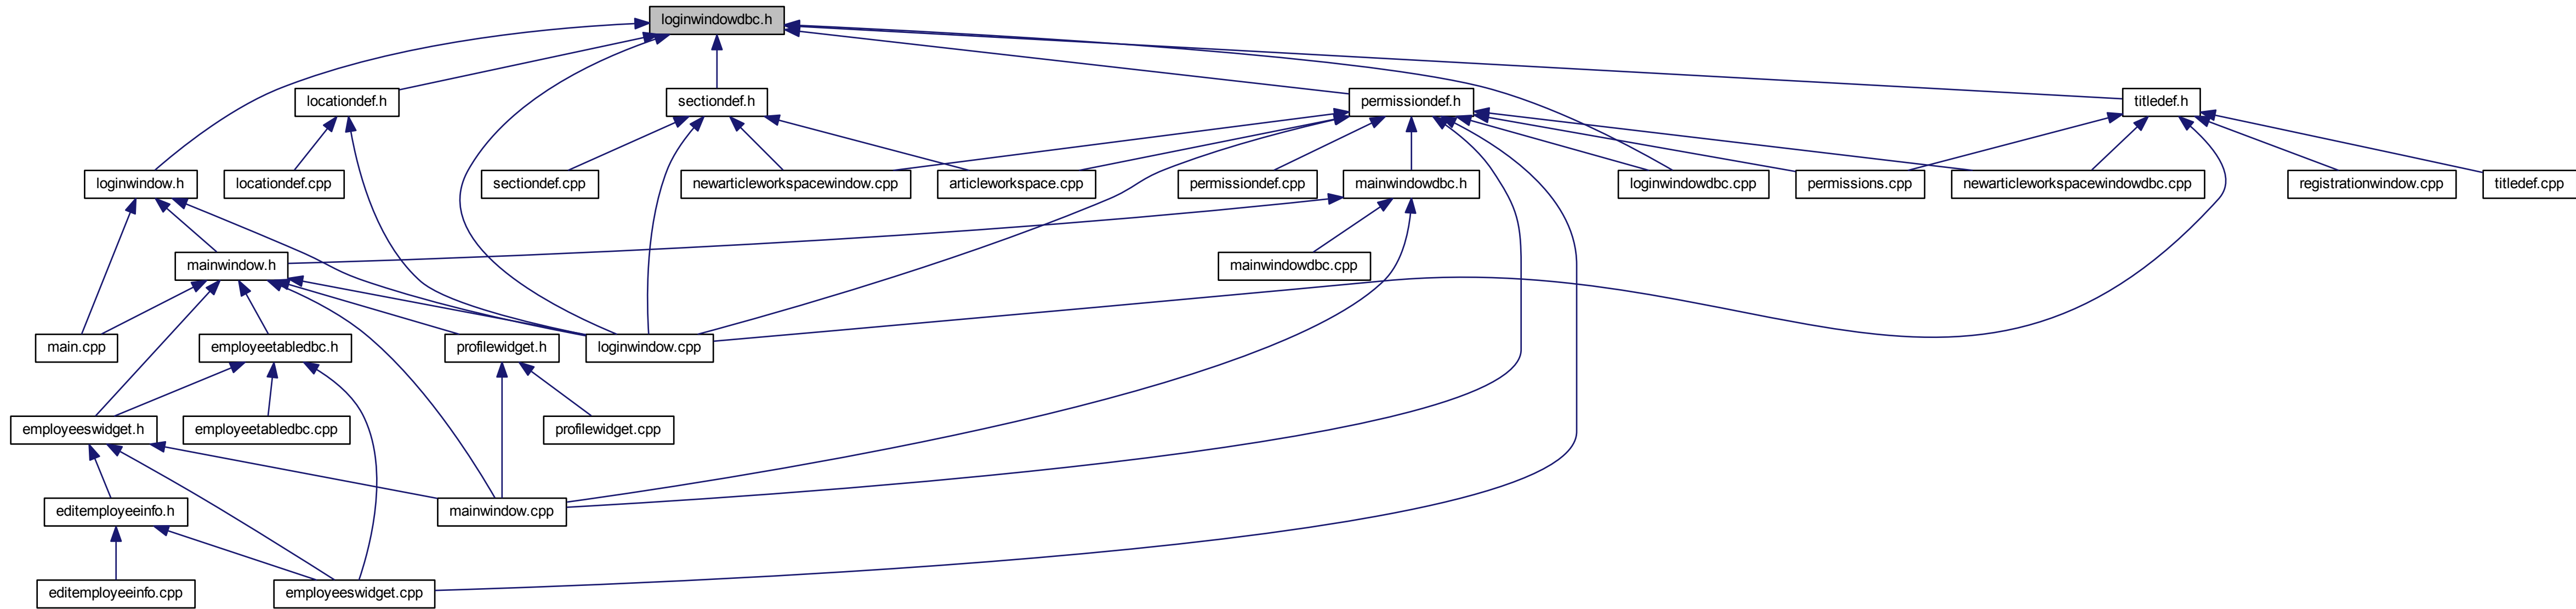 loginwindowdbc.h
locationdef.h
sectiondef.h
permissiondef.h
titledef.h
loginwindow.h
locationdef.cpp
sectiondef.cpp
newarticleworkspacewindow.cpp
articleworkspace.cpp
permissiondef.cpp
mainwindowdbc.h
loginwindowdbc.cpp
permissions.cpp
newarticleworkspacewindowdbc.cpp
registrationwindow.cpp
titledef.cpp
mainwindow.h
mainwindowdbc.cpp
main.cpp
employeetabledbc.h
profilewidget.h
loginwindow.cpp
employeeswidget.h
employeetabledbc.cpp
profilewidget.cpp
editemployeeinfo.h
mainwindow.cpp
editemployeeinfo.cpp
employeeswidget.cpp